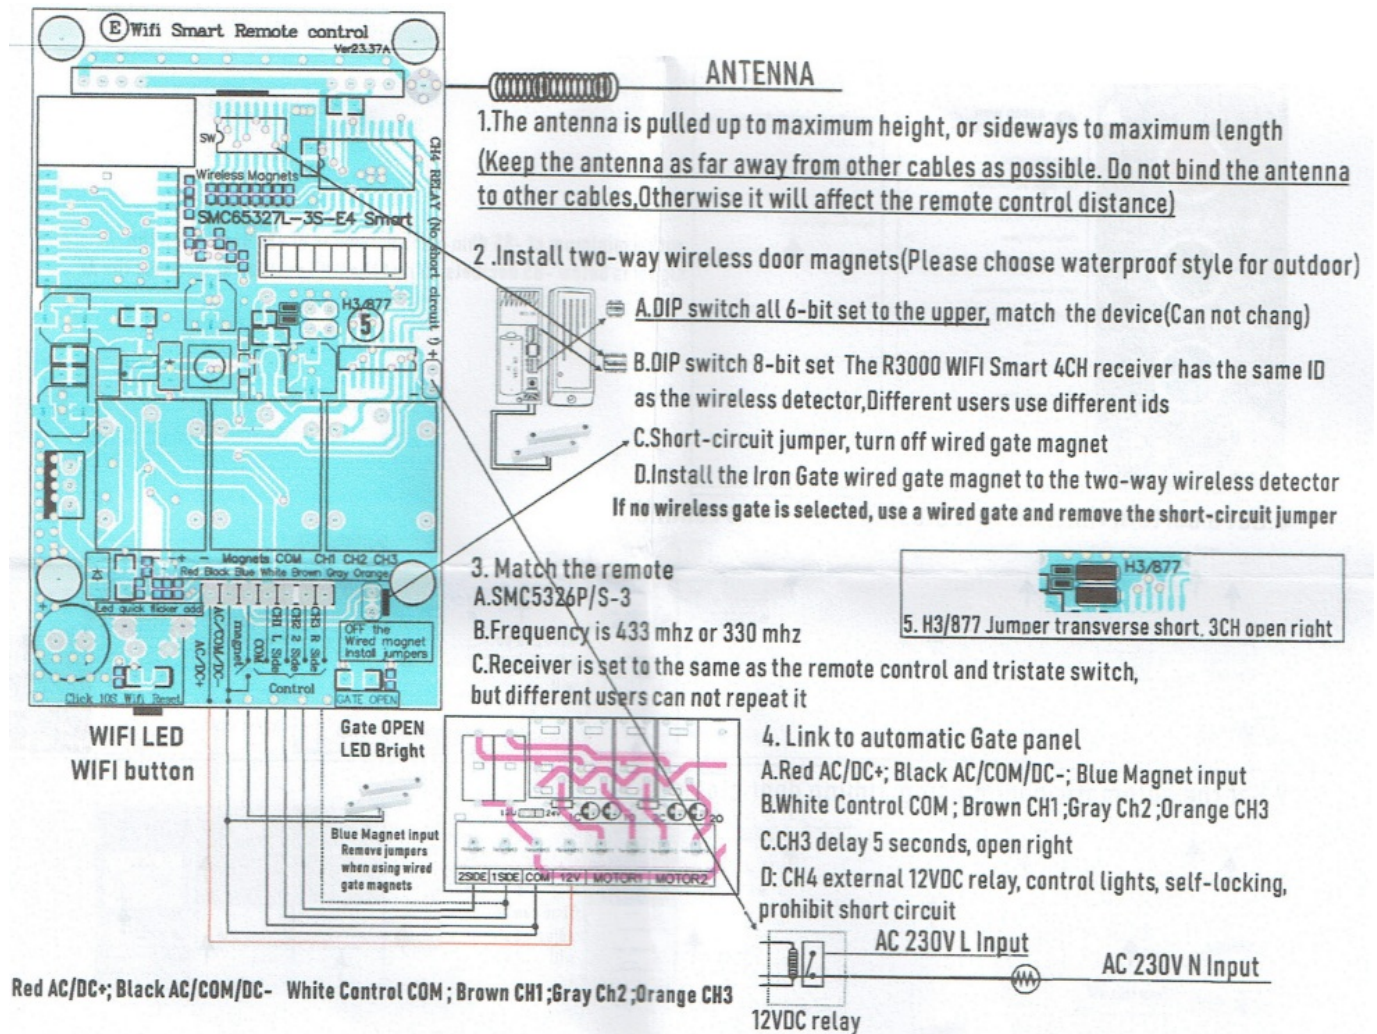 E Wifi Smart Remote control
Ver23.37A
SW
Wireless Magnets
SMC65327L-3S-E4 Smart
CH4 RELAY (No short circuit !)
+
-
H3/877
5
+ - Magnets COM CH1 CH2 CH3
Red Black Blue White Brown Gray Orange
Led quick flicker add
AC/DC+
AC/COM/DC-
magnet
COM
CH1 L Side
CH2 2 Side
CH3 R Side
Control
OFF the
Wired magnet
Install jumpers
GATE OPEN
Click 10S Wifi Reset
WIFI LED
WIFI button
Gate OPEN
LED Bright
Blue Magnet input
Remove jumpers
when using wired
gate magnets
ANTENNA
1.The antenna is pulled up to maximum height, or sideways to maximum length
(Keep the antenna as far away from other cables as possible. Do not bind the antenna
to other cables,Otherwise it will affect the remote control distance)
2 .Install two-way wireless door magnets(Please choose waterproof style for outdoor)
A.DIP switch all 6-bit set to the upper, match the device(Can not chang)
B.DIP switch 8-bit set The R3000 WIFI Smart 4CH receiver has the same ID
as the wireless detector,Different users use different ids
C.Short-circuit jumper, turn off wired gate magnet
D.Install the Iron Gate wired gate magnet to the two-way wireless detector
If no wireless gate is selected, use a wired gate and remove the short-circuit jumper
3. Match the remote
A.SMC5326P/S-3
B.Frequency is 433 mhz or 330 mhz
C.Receiver is set to the same as the remote control and tristate switch,
but different users can not repeat it
H3/877
5. H3/877 Jumper transverse short, 3CH open right
12V 24V
2SIDE 1SIDE COM 12V MOTOR1 MOTOR2
4. Link to automatic Gate panel
A.Red AC/DC+; Black AC/COM/DC-; Blue Magnet input
B.White Control COM ; Brown CH1 ;Gray Ch2 ;Orange CH3
C.CH3 delay 5 seconds, open right
D: CH4 external 12VDC relay, control lights, self-locking,
prohibit short circuit
AC 230V L Input
AC 230V N Input
12VDC relay
Red AC/DC+; Black AC/COM/DC- White Control COM ; Brown CH1 ;Gray Ch2 ;Orange CH3